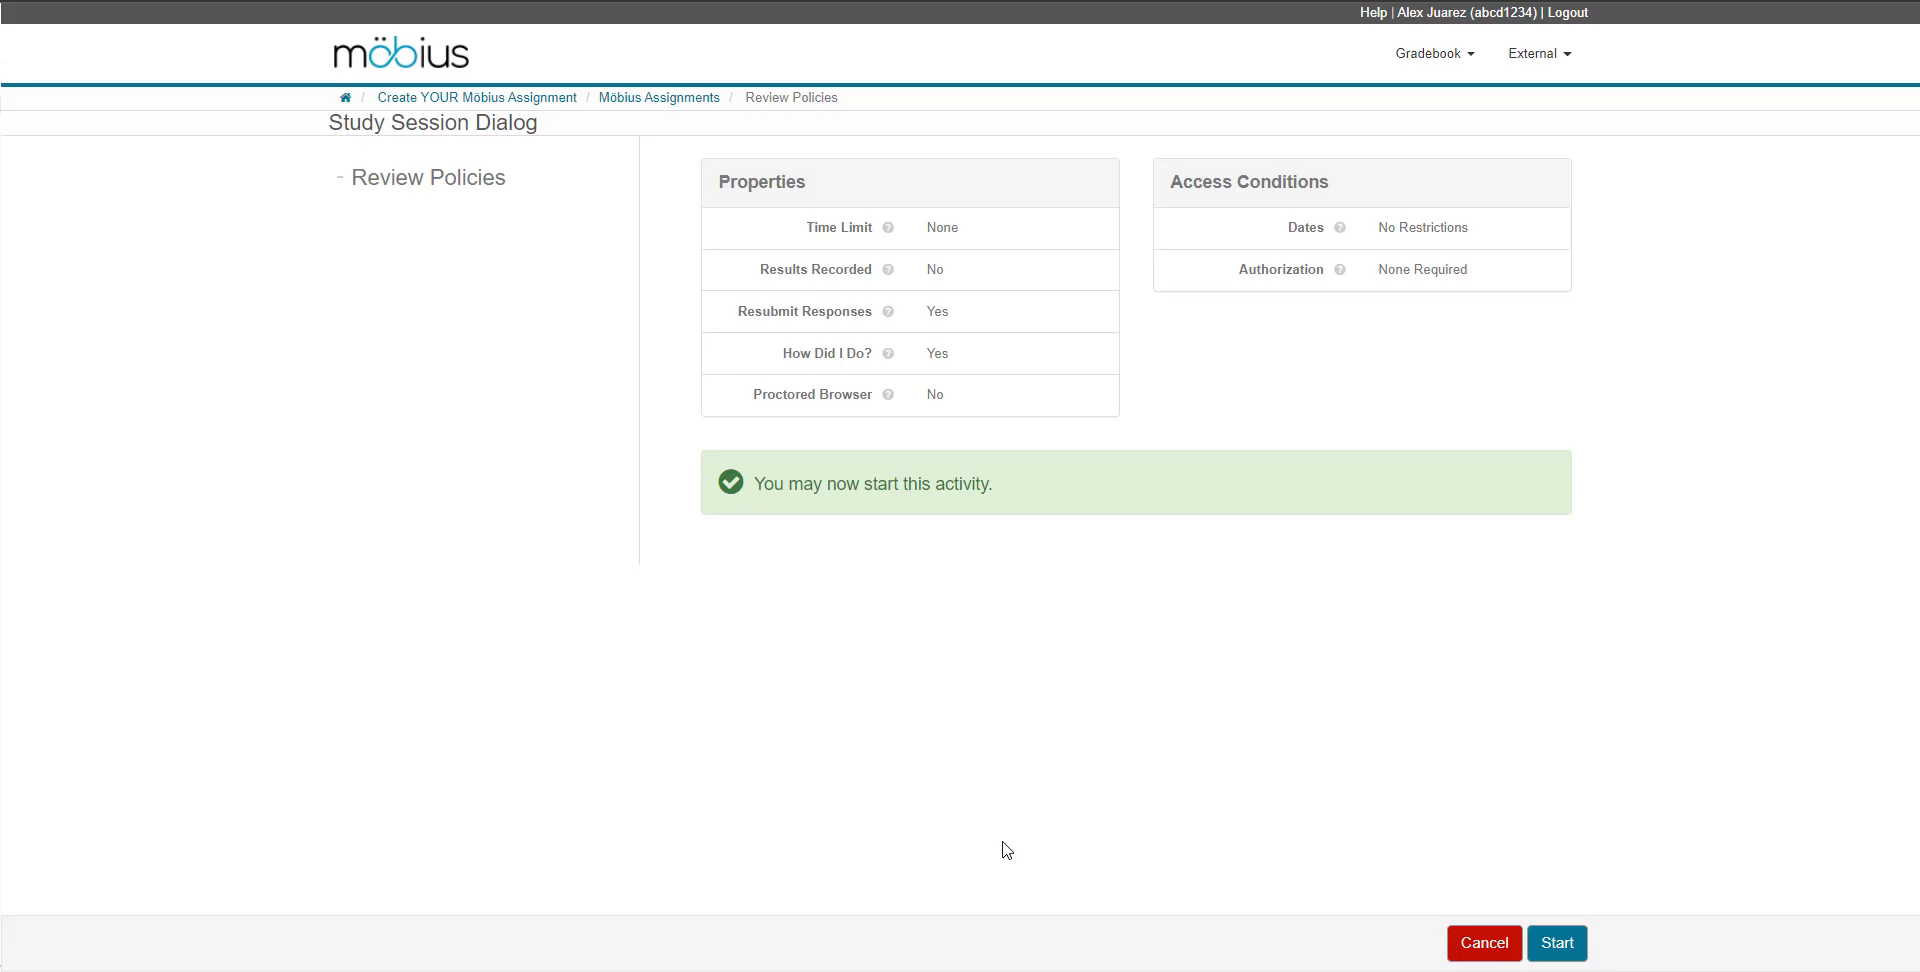 Help | Alex Juarez (abcd1234) | Logout
möbius
Gradebook
External
/ Create YOUR Möbius Assignment / Möbius Assignments / Review Policies
Study Session Dialog
- Review Policies
Properties
Time Limit ? None
Results Recorded ? No
Resubmit Responses ? Yes
How Did I Do? ? Yes
Proctored Browser ? No
Access Conditions
Dates ? No Restrictions
Authorization ? None Required
You may now start this activity.
Cancel
Start